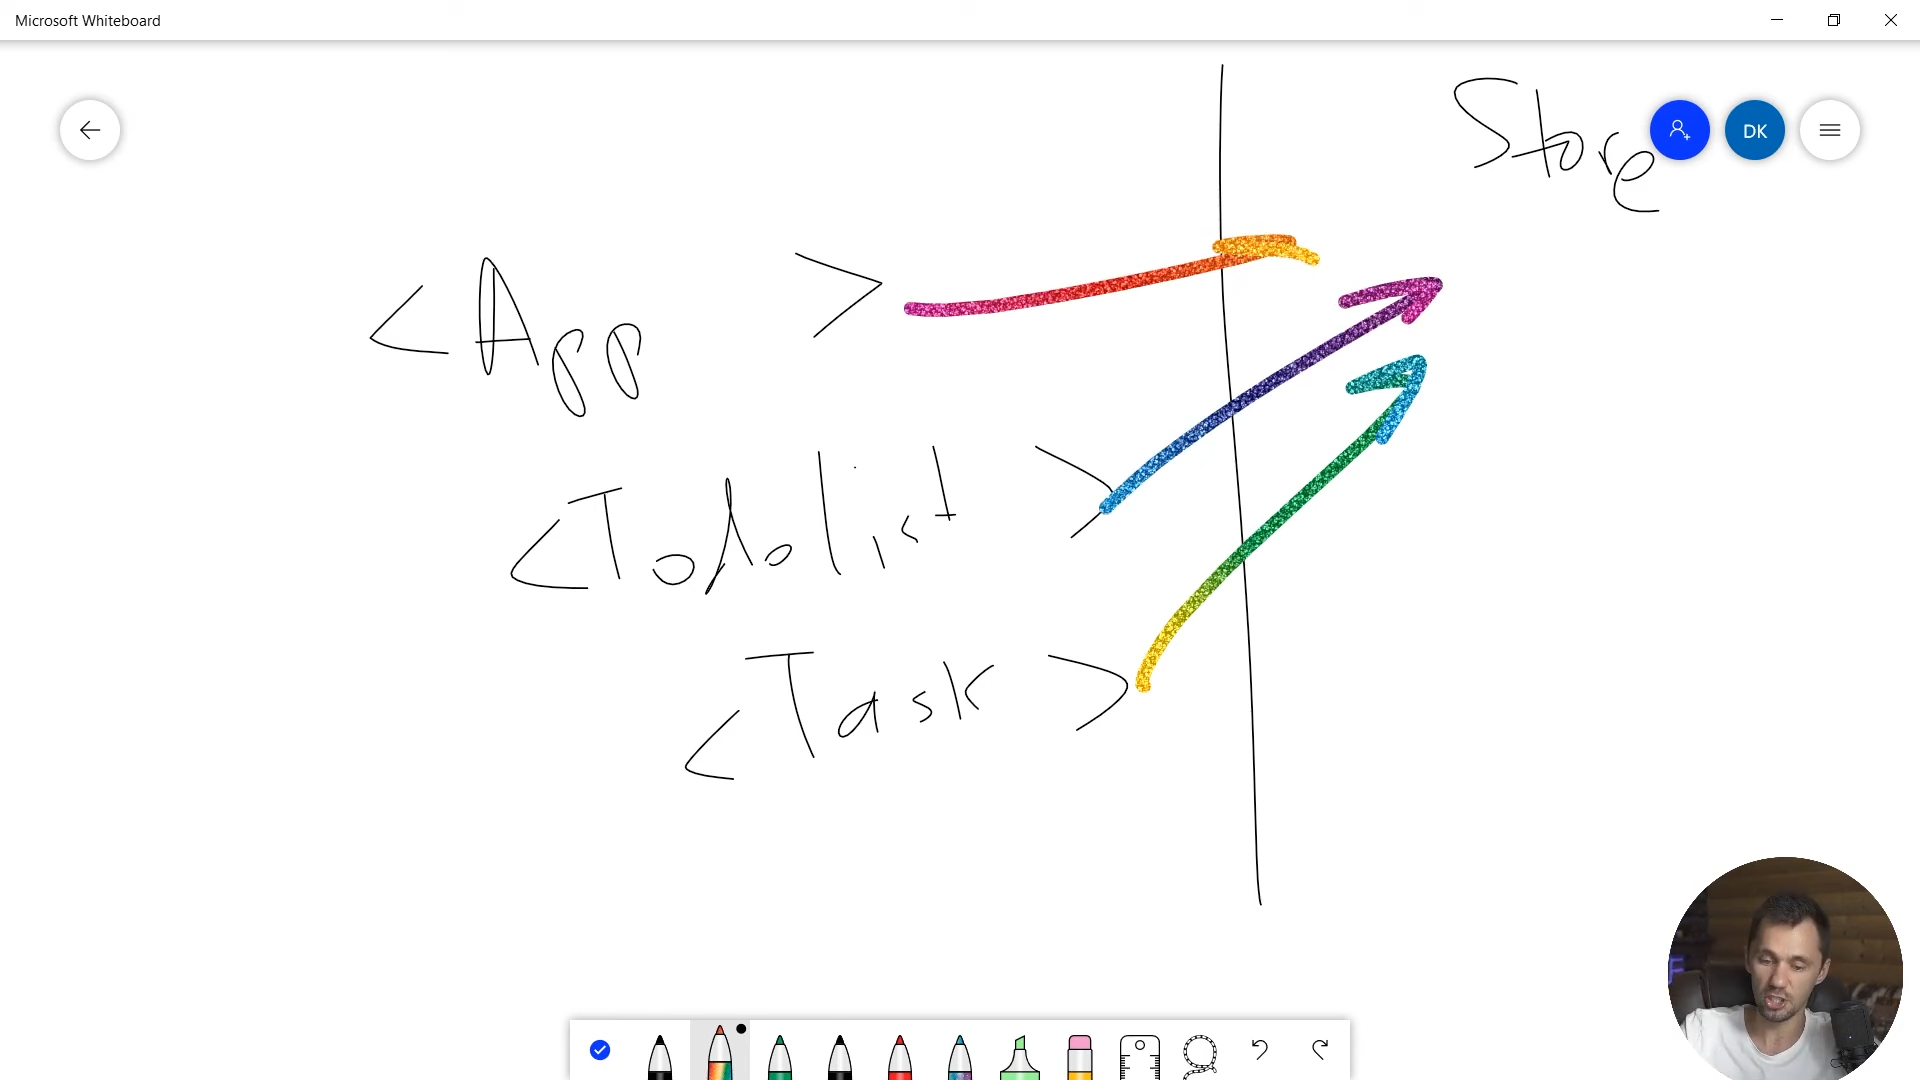 Microsoft Whiteboard
Store
DK
<App >
<Todolist >
<Task >